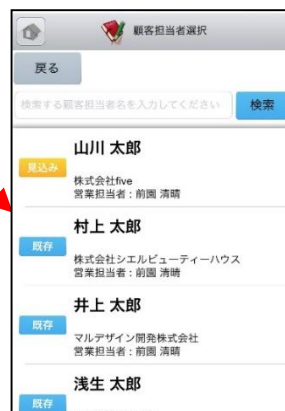 顧客担当者選択
戻る
検索する顧客担当者名を入力してください
検索
山川 太郎
見込み
株式会社five
営業担当者：前園 清晴
村上 太郎
既存
株式会社シエルビューティーハウス
営業担当者：前園 清晴
井上 太郎
既存
マルデザイン開発株式会社
営業担当者：前園 清晴
浅生 太郎
既存